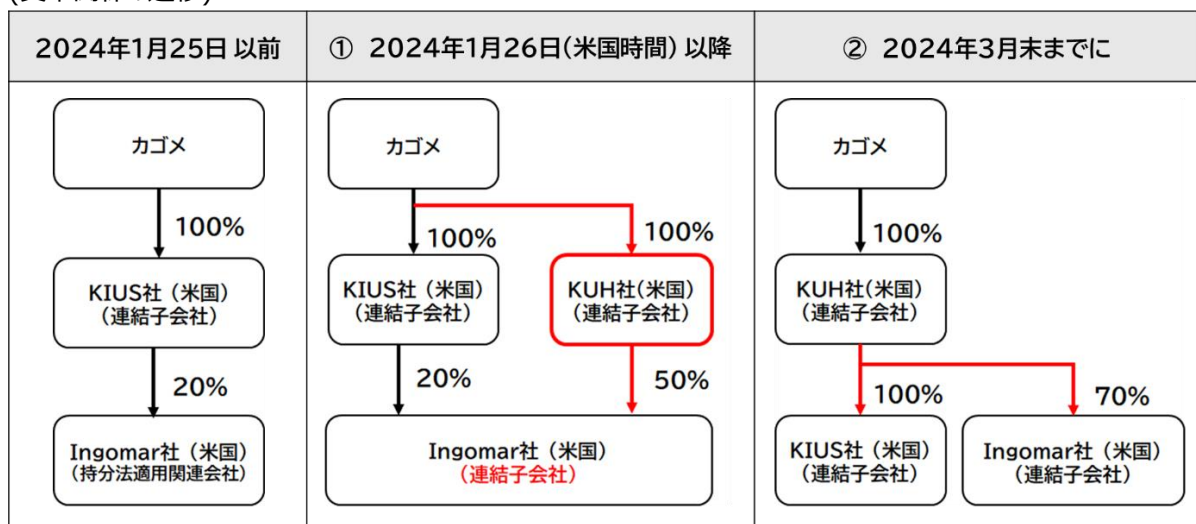 2024年1月25日 以前
① 2024年1月26日(米国時間) 以降
② 2024年3月末までに
カゴメ
100%
KIUS社（米国）
（連結子会社）
20%
Ingomar社（米国）
（持分法適用関連会社）
カゴメ
100%
100%
KIUS社（米国）
（連結子会社）
KUH社(米国)
（連結子会社）
20%
50%
Ingomar社（米国）
（連結子会社）
カゴメ
100%
KUH社(米国)
（連結子会社）
100%
70%
KIUS社（米国）
（連結子会社）
Ingomar社（米国）
（連結子会社）